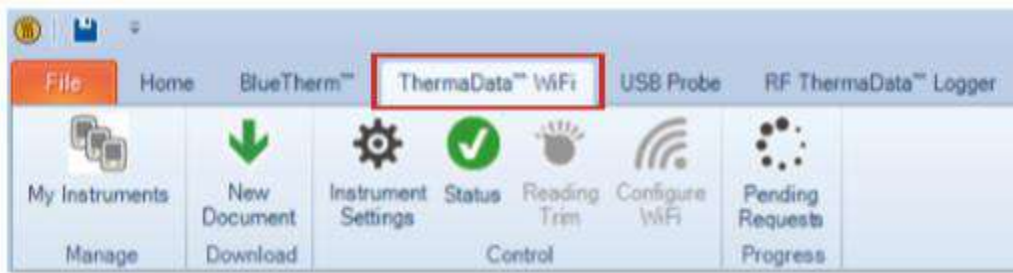 File Home BlueTherm™ ThermaData™ WiFi USB Probe RF ThermaData™ Logger
My Instruments New Instrument Status Reading Configure Pending
Document Settings Trim WiFi Requests
Manage Download Control Progress